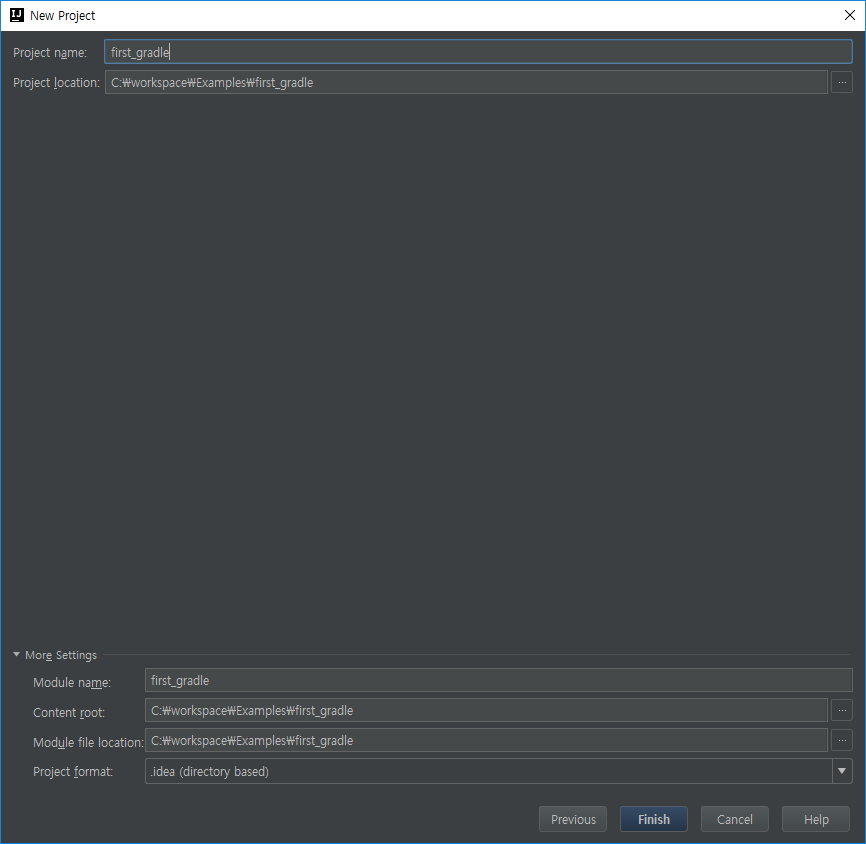 IJ New Project
Project name: first_gradle
Project location: C:₩workspace₩Examples₩first_gradle ...
More Settings
Module name: first_gradle
Content root: C:₩workspace₩Examples₩first_gradle ...
Module file location: C:₩workspace₩Examples₩first_gradle ...
Project format: .idea (directory based)
Previous Finish Cancel Help